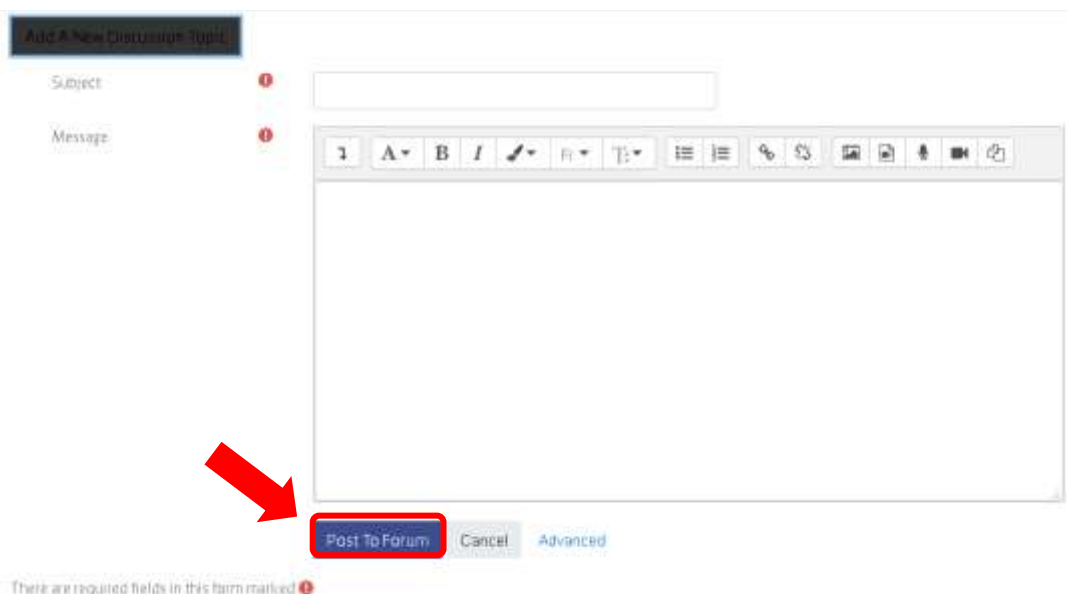 Add A New Discussion Topic
Subject
Message
A B I
Post To Forum Cancel Advanced
There are required fields in this form marked